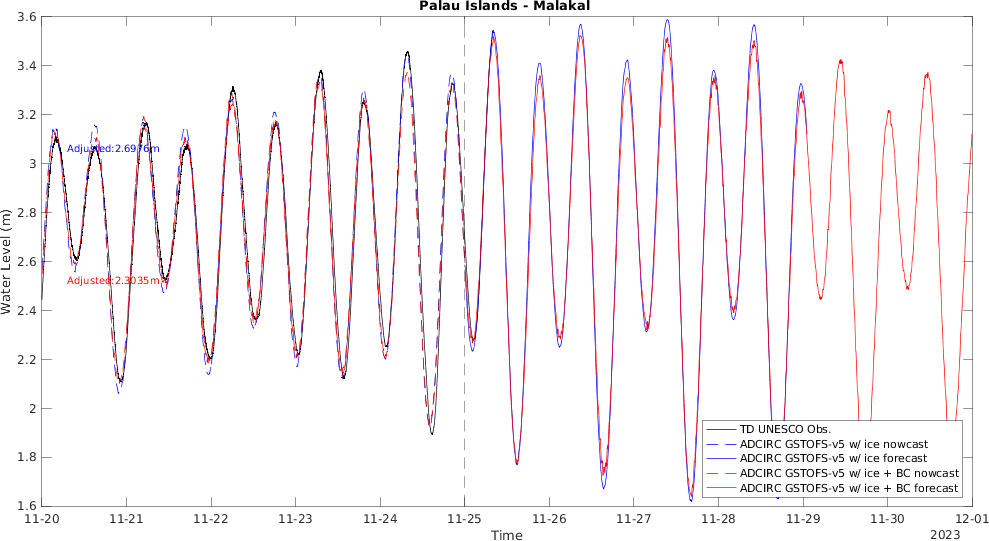 Palau Islands - Malakal
Water Level (m)
3.6
3.4
3.2
3
2.8
2.6
2.4
2.2
2
1.8
1.6
Adjusted:2.6976m
Adjusted:2.3035m
TD UNESCO Obs.
ADCIRC GSTOFS-v5 w/ ice nowcast
ADCIRC GSTOFS-v5 w/ ice forecast
ADCIRC GSTOFS-v5 w/ ice + BC nowcast
ADCIRC GSTOFS-v5 w/ ice + BC forecast
11-20 11-21 11-22 11-23 11-24 11-25 11-26 11-27 11-28 11-29 11-30 12-01
Time
2023